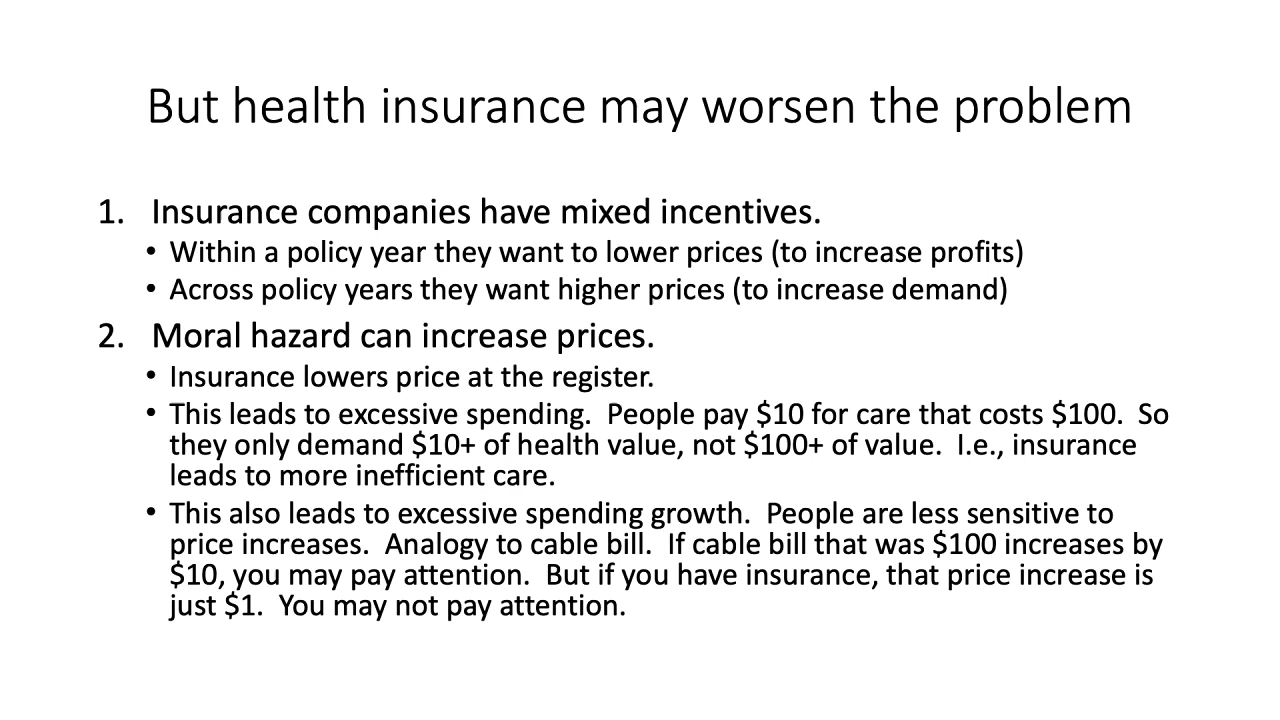 But health insurance may worsen the problem
1. Insurance companies have mixed incentives.
• Within a policy year they want to lower prices (to increase profits)
• Across policy years they want higher prices (to increase demand)
2. Moral hazard can increase prices.
• Insurance lowers price at the register.
• This leads to excessive spending.  People pay $10 for care that costs $100.  So
they only demand $10+ of health value, not $100+ of value.  I.e., insurance
leads to more inefficient care.
• This also leads to excessive spending growth.  People are less sensitive to
price increases.  Analogy to cable bill.  If cable bill that was $100 increases by
$10, you may pay attention.  But if you have insurance, that price increase is
just $1.  You may not pay attention.